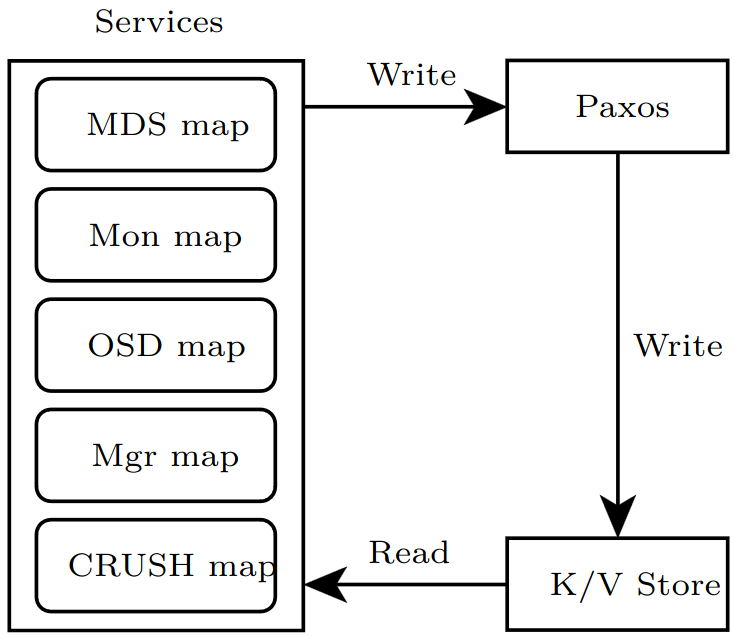 Services
MDS map
Mon map
OSD map
Mgr map
CRUSH map
Write
Paxos
Write
Read
K/V Store